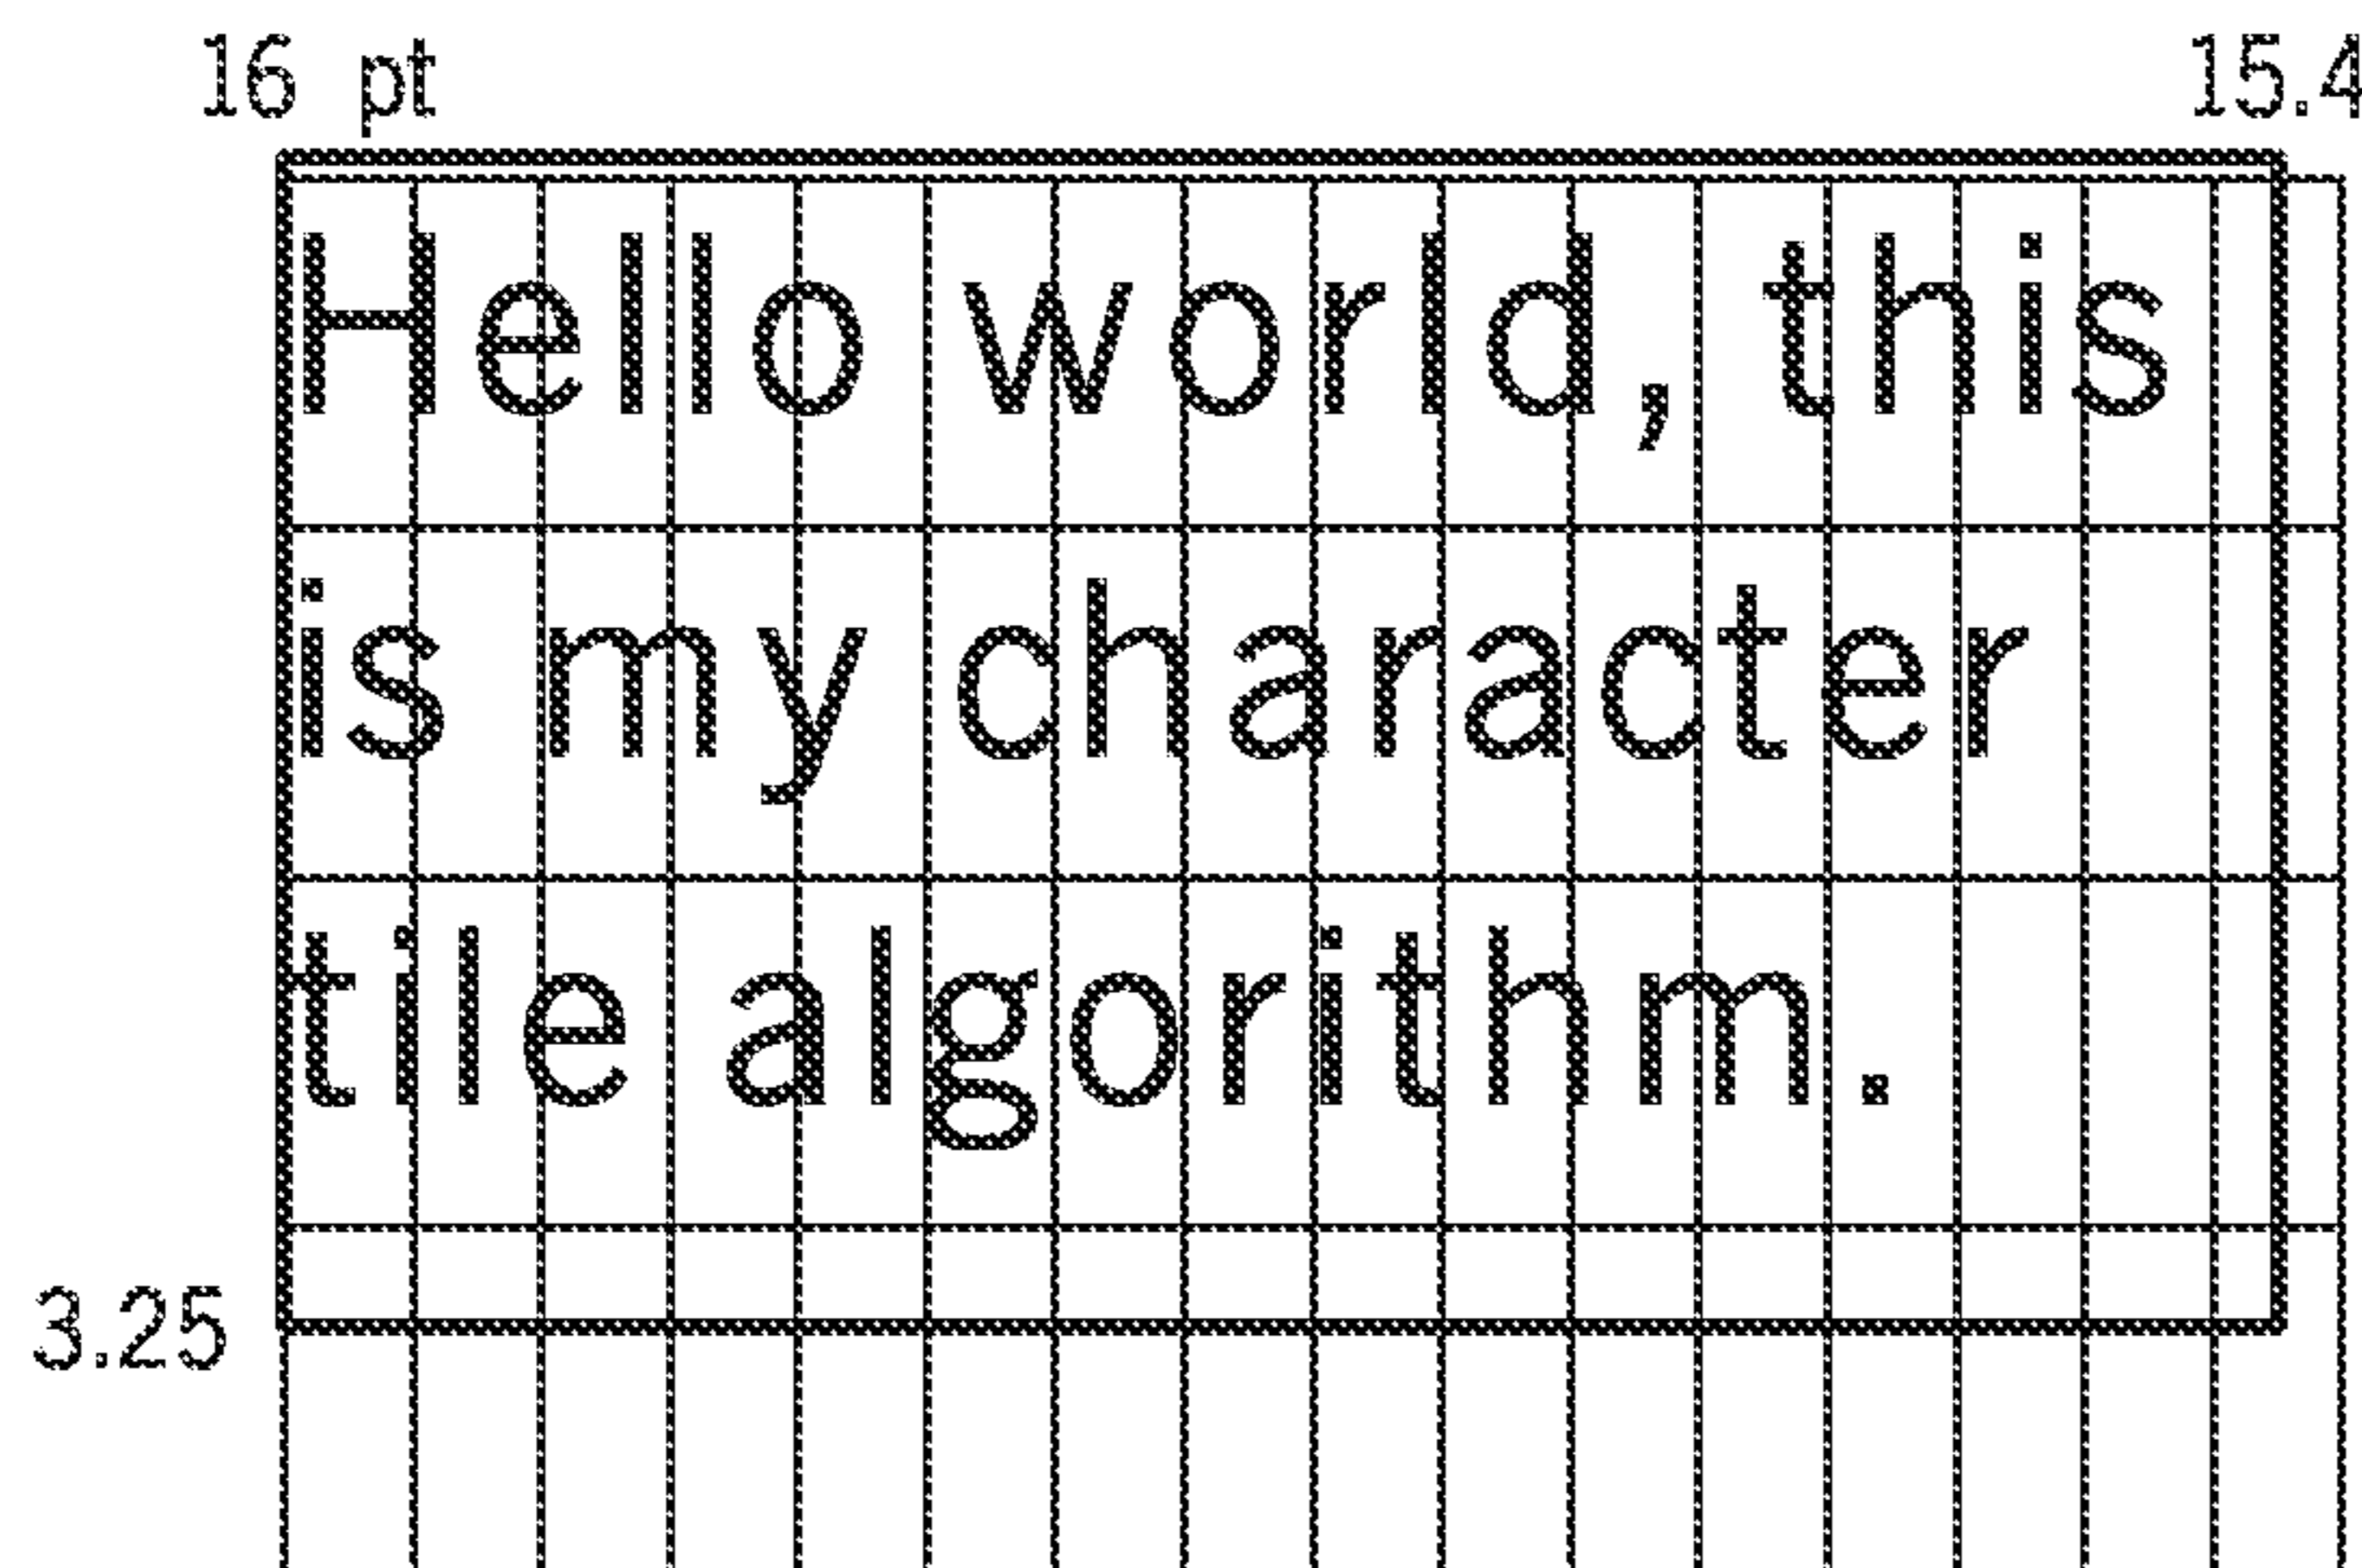 16 pt 15.4
Hello world, this
is my character
tile algorithm.
3.25